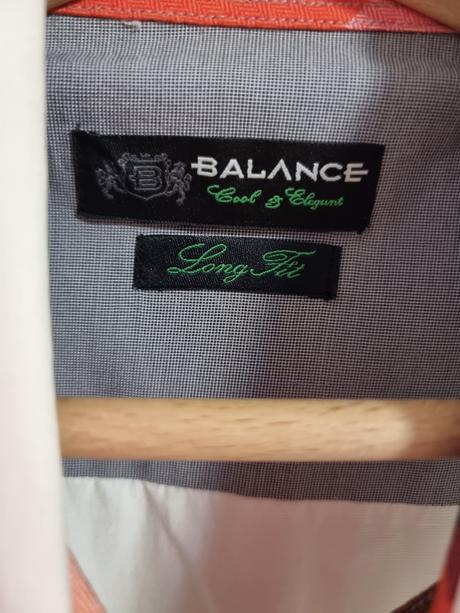 B
BALANCE
Cool & Elegant
Long Fit